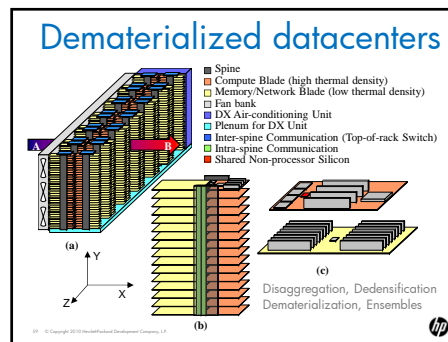 Dematerialized datacenters
Spine
Compute Blade (high thermal density)
Memory/Network Blade (low thermal density)
Fan bank
DX Air-conditioning Unit
Plenum for DX Unit
Inter-spine Communication (Top-of-rack Switch)
Intra-spine Communication
Shared Non-processor Silicon
A
B
(a)
Y
X
Z
(b)
(c)
Disaggregation, Dedensification
Dematerialization, Ensembles
© Copyright 2010 Hewlett-Packard Development Company, L.P.
hp